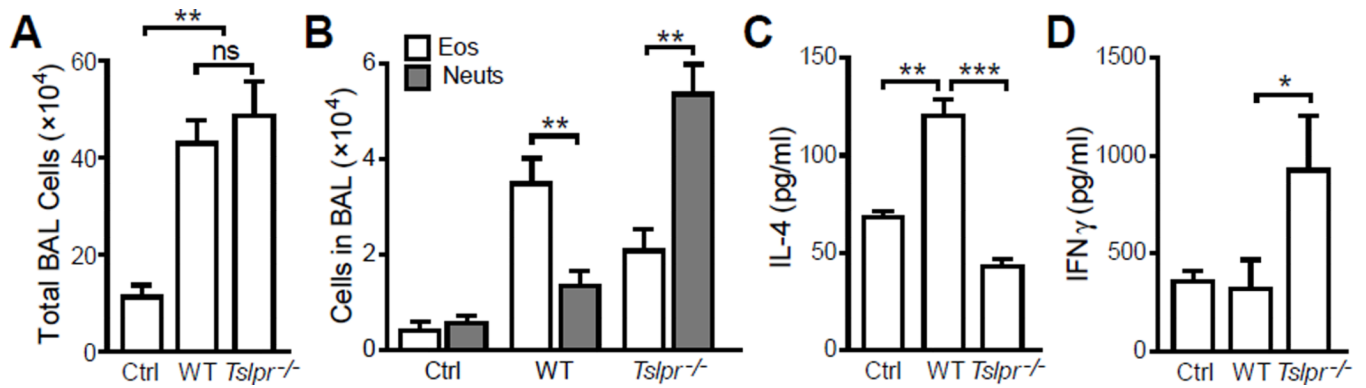 A
Total BAL Cells (×10⁴)
60
40
20
0
**
ns
Ctrl WT Tslpr⁻/⁻
B
Cells in BAL (×10⁴)
6
4
2
0
Eos
Neuts
**
**
Ctrl WT Tslpr⁻/⁻
C
IL-4 (pg/ml)
150
100
50
0
**
***
Ctrl WT Tslpr⁻/⁻
D
IFNγ (pg/ml)
1500
1000
500
0
*
Ctrl WT Tslpr⁻/⁻